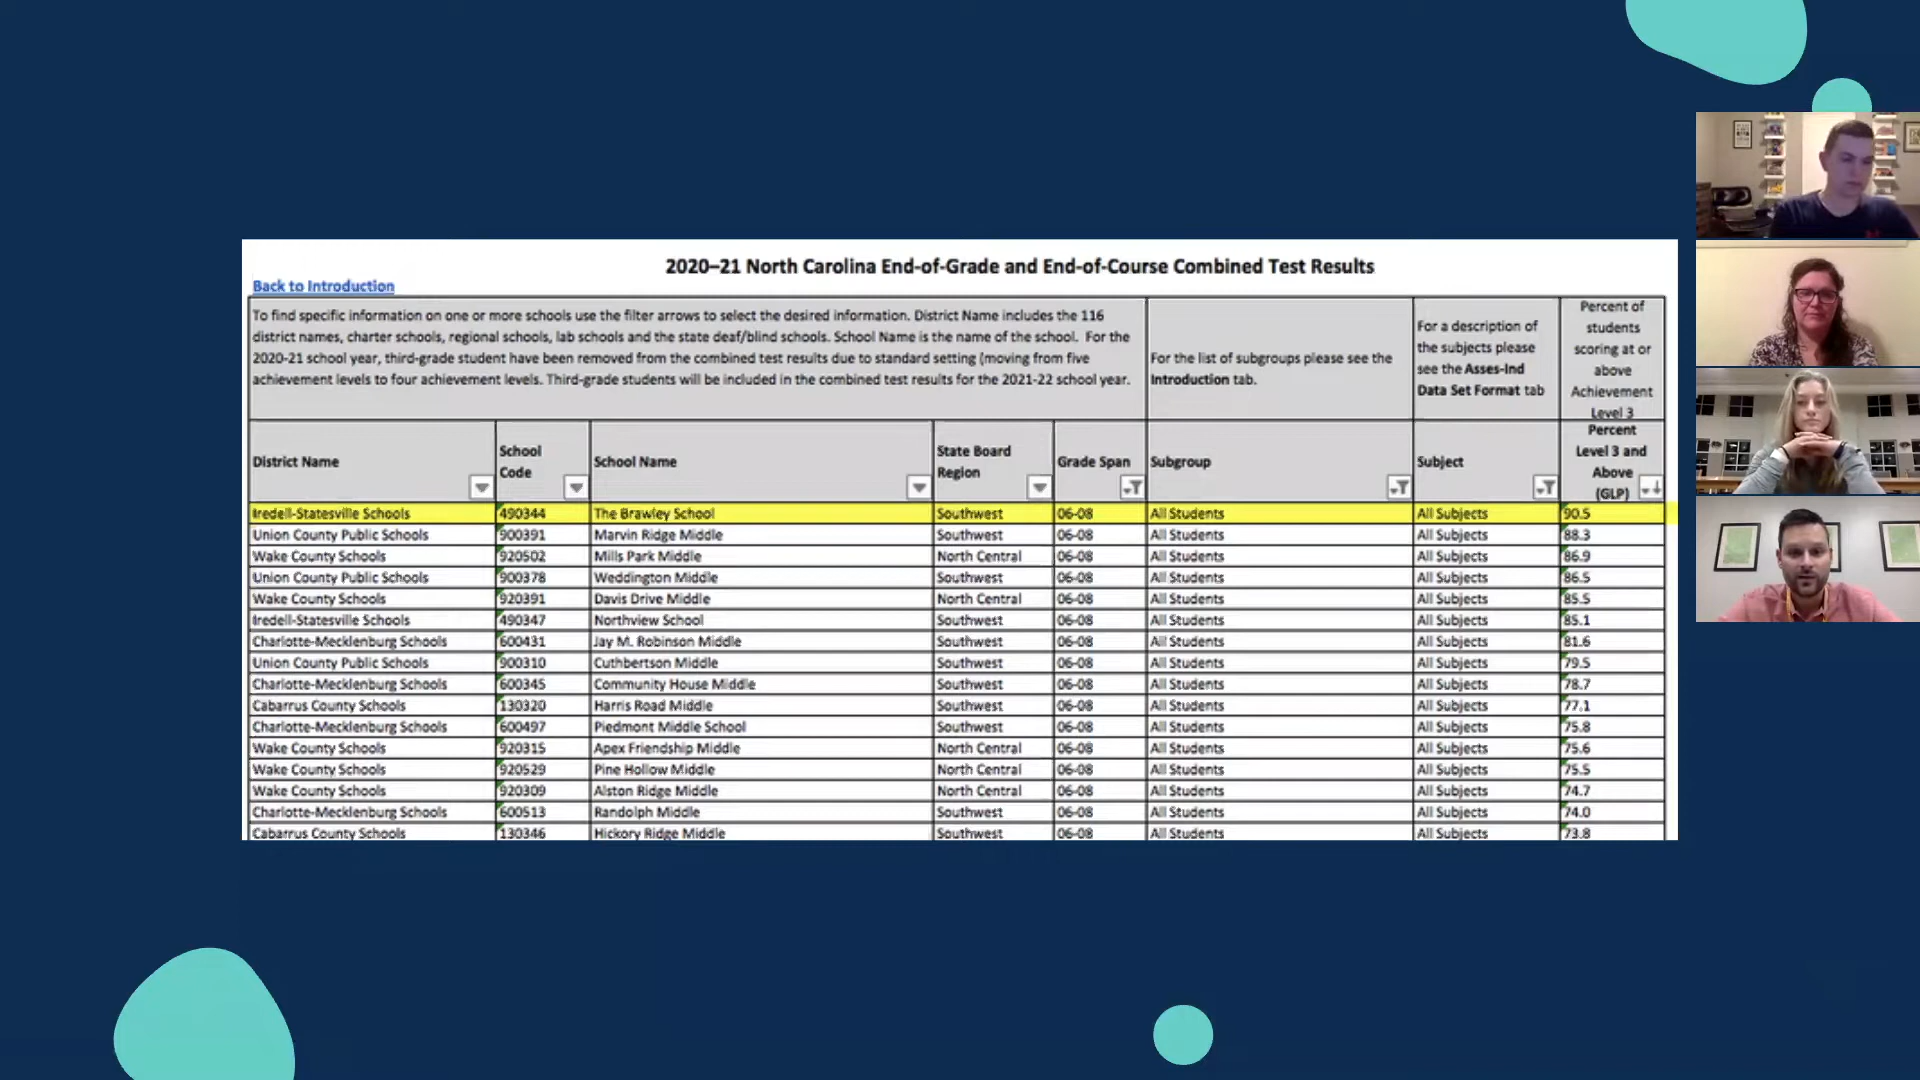 2020–21 North Carolina End-of-Grade and End-of-Course Combined Test Results
Back to Introduction
To find specific information on one or more schools use the filter arrows to select the desired information. District Name includes the 116
district names, charter schools, regional schools, lab schools and the state deaf/blind schools. School Name is the name of the school. For the
2020-21 school year, third-grade student have been removed from the combined test results due to standard setting (moving from five
achievement levels to four achievement levels. Third-grade students will be included in the combined test results for the 2021-22 school year.
For the list of subgroups please see the
Introduction tab.
For a description of
the subjects please
see the Asses-Ind
Data Set Format tab
Percent of
students
scoring at or
above
Achievement
Level 3
District Name
School
Code
School Name
State Board
Region
Grade Span
Subgroup
Subject
Percent
Level 3 and
Above
(GLP)
Iredell-Statesville Schools 490344 The Brawley School Southwest 06-08 All Students All Subjects 90.5
Union County Public Schools 900391 Marvin Ridge Middle Southwest 06-08 All Students All Subjects 88.3
Wake County Schools 920502 Mills Park Middle North Central 06-08 All Students All Subjects 86.9
Union County Public Schools 900378 Weddington Middle Southwest 06-08 All Students All Subjects 86.5
Wake County Schools 920391 Davis Drive Middle North Central 06-08 All Students All Subjects 85.5
Iredell-Statesville Schools 490347 Northview School Southwest 06-08 All Students All Subjects 85.1
Charlotte-Mecklenburg Schools 600431 Jay M. Robinson Middle Southwest 06-08 All Students All Subjects 81.6
Union County Public Schools 900310 Cuthbertson Middle Southwest 06-08 All Students All Subjects 79.5
Charlotte-Mecklenburg Schools 600345 Community House Middle Southwest 06-08 All Students All Subjects 78.7
Cabarrus County Schools 130320 Harris Road Middle Southwest 06-08 All Students All Subjects 77.1
Charlotte-Mecklenburg Schools 600497 Piedmont Middle School Southwest 06-08 All Students All Subjects 75.8
Wake County Schools 920315 Apex Friendship Middle North Central 06-08 All Students All Subjects 75.6
Wake County Schools 920529 Pine Hollow Middle North Central 06-08 All Students All Subjects 75.5
Wake County Schools 920309 Alston Ridge Middle North Central 06-08 All Students All Subjects 74.7
Charlotte-Mecklenburg Schools 600513 Randolph Middle Southwest 06-08 All Students All Subjects 74.0
Cabarrus County Schools 130346 Hickory Ridge Middle Southwest 06-08 All Students All Subjects 73.8